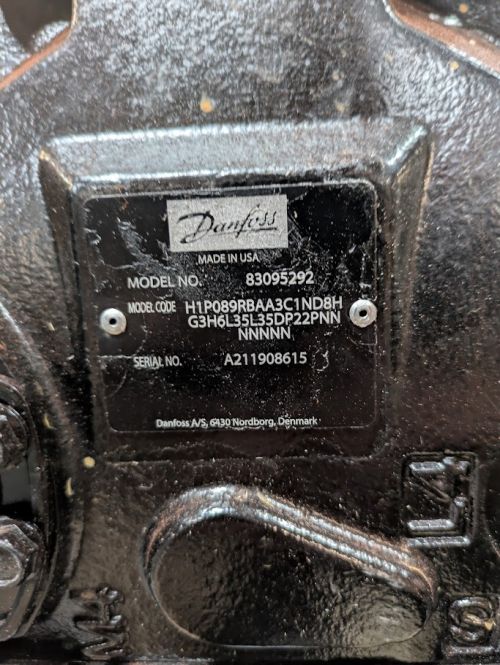 Danfoss
MADE IN USA
MODEL NO. 83095292
MODEL CODE H1P089RBAA3C1ND8H
G3H6L35L35DP22PNN
NNNNN
SERIAL NO. A211908615
Danfoss A/S, 6430 Nordborg, Denmark
L4